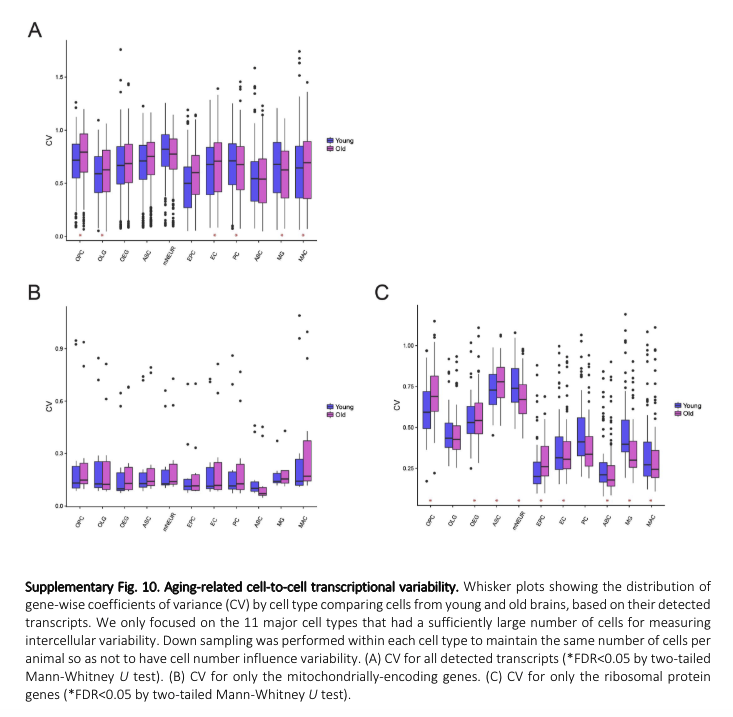 A
CV
1.5
1.0
0.5
0.0
OPC
OLG
OEG
ASC
mNEUR
EPC
EC
PC
ABC
MG
MAC
Young
Old
B
CV
0.9
0.6
0.3
0.0
OPC
OLG
OEG
ASC
mNEUR
EPC
EC
PC
ABC
MG
MAC
Young
Old
C
CV
1.00
0.75
0.50
0.25
OPC
OLG
OEG
ASC
mNEUR
EPC
EC
PC
ABC
MG
MAC
Young
Old
Supplementary Fig. 10. Aging-related cell-to-cell transcriptional variability. Whisker plots showing the distribution of
gene-wise coefficients of variance (CV) by cell type comparing cells from young and old brains, based on their detected
transcripts. We only focused on the 11 major cell types that had a sufficiently large number of cells for measuring
intercellular variability. Down sampling was performed within each cell type to maintain the same number of cells per
animal so as not to have cell number influence variability. (A) CV for all detected transcripts (*FDR<0.05 by two-tailed
Mann-Whitney U test). (B) CV for only the mitochondrially-encoding genes. (C) CV for only the ribosomal protein
genes (*FDR<0.05 by two-tailed Mann-Whitney U test).